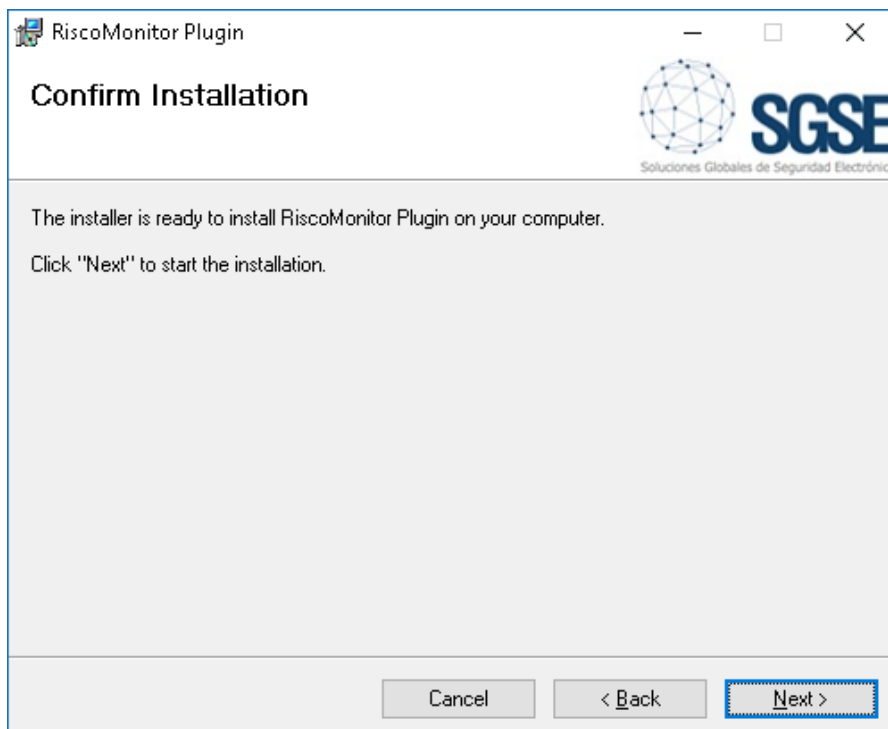 RiscoMonitor Plugin
Confirm Installation
SGSE
Soluciones Globales de Seguridad Electrónic
The installer is ready to install RiscoMonitor Plugin on your computer.
Click "Next" to start the installation.
Cancel
< Back
Next >